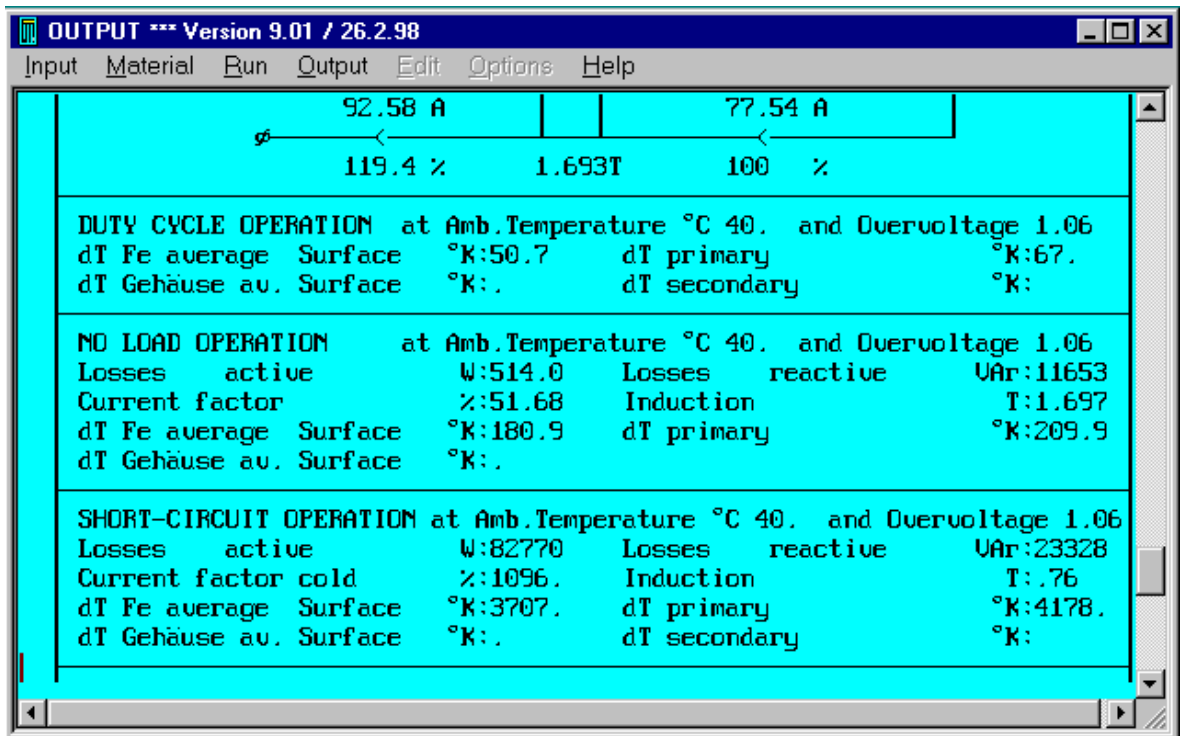 OUTPUT *** Version 9.01 / 26.2.98
Input Material Run Output Edit Options Help
92.58 A 77.54 A
119.4 % 1.693T 100 %
DUTY CYCLE OPERATION at Amb.Temperature °C 40. and Overvoltage 1.06
dT Fe average Surface °K:50.7 dT primary °K:67.
dT Gehäuse av. Surface °K:. dT secondary °K:
NO LOAD OPERATION at Amb.Temperature °C 40. and Overvoltage 1.06
Losses active W:514.0 Losses reactive VAr:11653
Current factor %:51.68 Induction T:1.697
dT Fe average Surface °K:180.9 dT primary °K:209.9
dT Gehäuse av. Surface °K:.
SHORT-CIRCUIT OPERATION at Amb.Temperature °C 40. and Overvoltage 1.06
Losses active W:82770 Losses reactive VAr:23328
Current factor cold %:1096. Induction T:.76
dT Fe average Surface °K:3707. dT primary °K:4178.
dT Gehäuse av. Surface °K:. dT secondary °K: